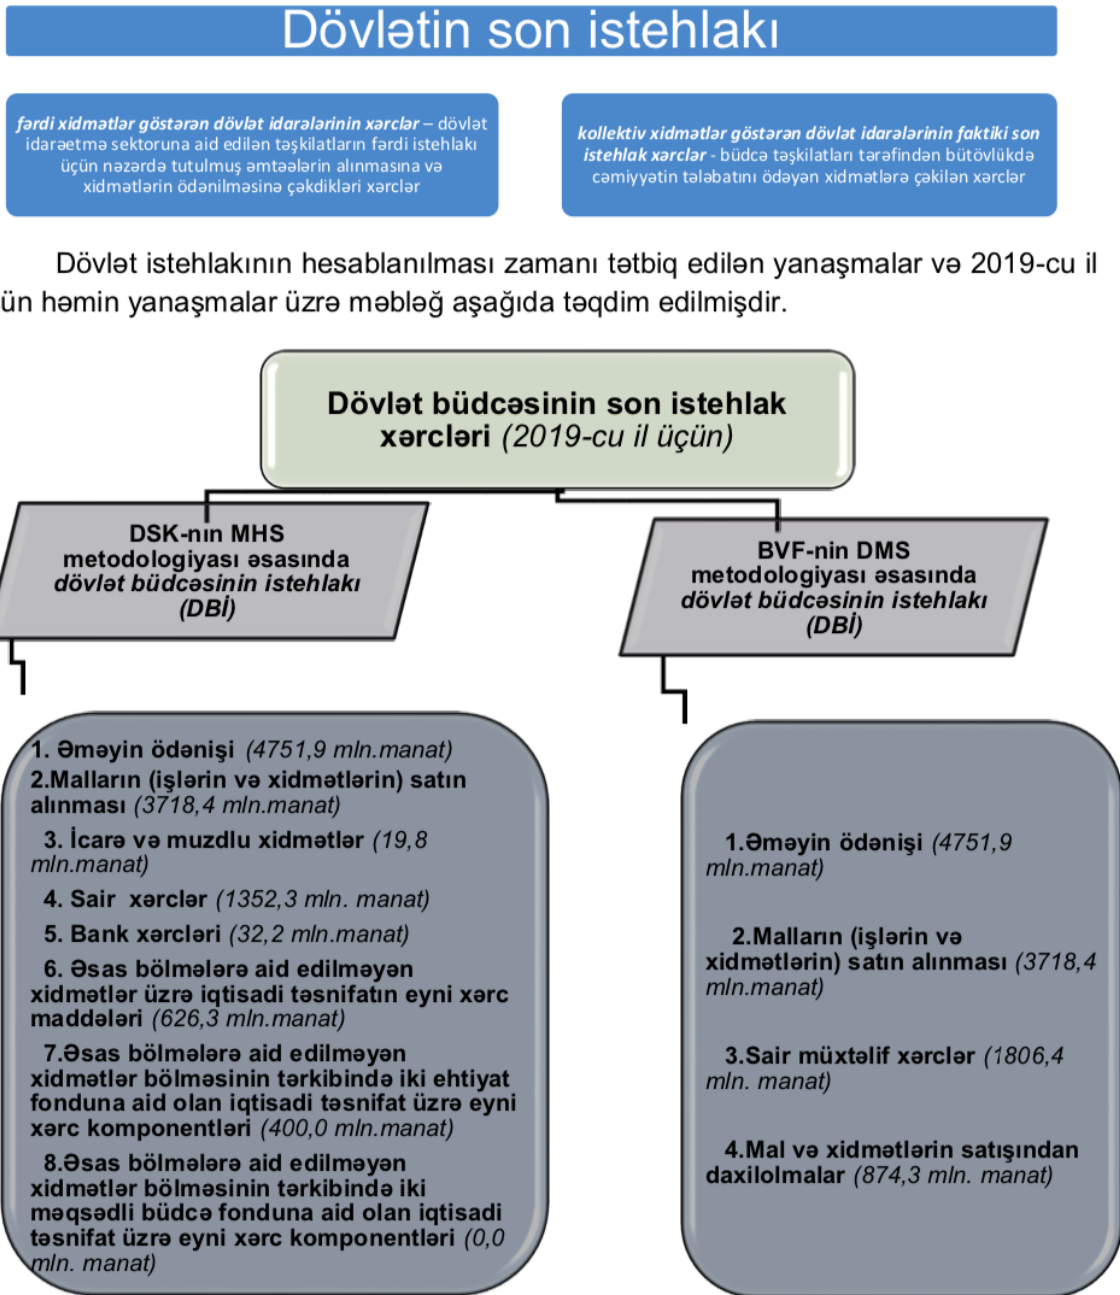 Dövlətin son istehlakı
fərdi xidmətlər göstərən dövlət idarələrinin xərclər – dövlət
idarəetmə sektoruna aid edilən təşkilatların fərdi istehlakı
üçün nəzərdə tutulmuş əmtəələrin alınmasına və
xidmətlərin ödənilməsinə çəkdikləri xərclər
kollektiv xidmətlər göstərən dövlət idarələrinin faktiki son
istehlak xərclər - büdcə təşkilatları tərəfindən bütövlükdə
cəmiyyətin tələbatını ödəyən xidmətlərə çəkilən xərclər
Dövlət istehlakının hesablanılması zamanı tətbiq edilən yanaşmalar və 2019-cu il
ün həmin yanaşmalar üzrə məbləğ aşağıda təqdim edilmişdir.
Dövlət büdcəsinin son istehlak
xərcləri (2019-cu il üçün)
DSK-nın MHS
metodologiyası əsasında
dövlət büdcəsinin istehlakı
(DBİ)
BVF-nin DMS
metodologiyası əsasında
dövlət büdcəsinin istehlakı
(DBİ)
1. Əməyin ödənişi (4751,9 mln.manat)
2.Malların (işlərin və xidmətlərin) satın
alınması (3718,4 mln.manat)
3. İcarə və muzdlu xidmətlər (19,8
mln.manat)
4. Sair xərclər (1352,3 mln. manat)
5. Bank xərcləri (32,2 mln.manat)
6. Əsas bölmələrə aid edilməyən
xidmətlər üzrə iqtisadi təsnifatın eyni xərc
maddələri (626,3 mln.manat)
7.Əsas bölmələrə aid edilməyən
xidmətlər bölməsinin tərkibində iki ehtiyat
fonduna aid olan iqtisadi təsnifat üzrə eyni
xərc komponentləri (400,0 mln.manat)
8.Əsas bölmələrə aid edilməyən
xidmətlər bölməsinin tərkibində iki
məqsədli büdcə fonduna aid olan iqtisadi
təsnifat üzrə eyni xərc komponentləri (0,0
mln. manat)
1.Əməyin ödənişi (4751,9
mln.manat)
2.Malların (işlərin və
xidmətlərin) satın alınması (3718,4
mln.manat)
3.Sair müxtəlif xərclər (1806,4
mln. manat)
4.Mal və xidmətlərin satışından
daxilolmalar (874,3 mln. manat)